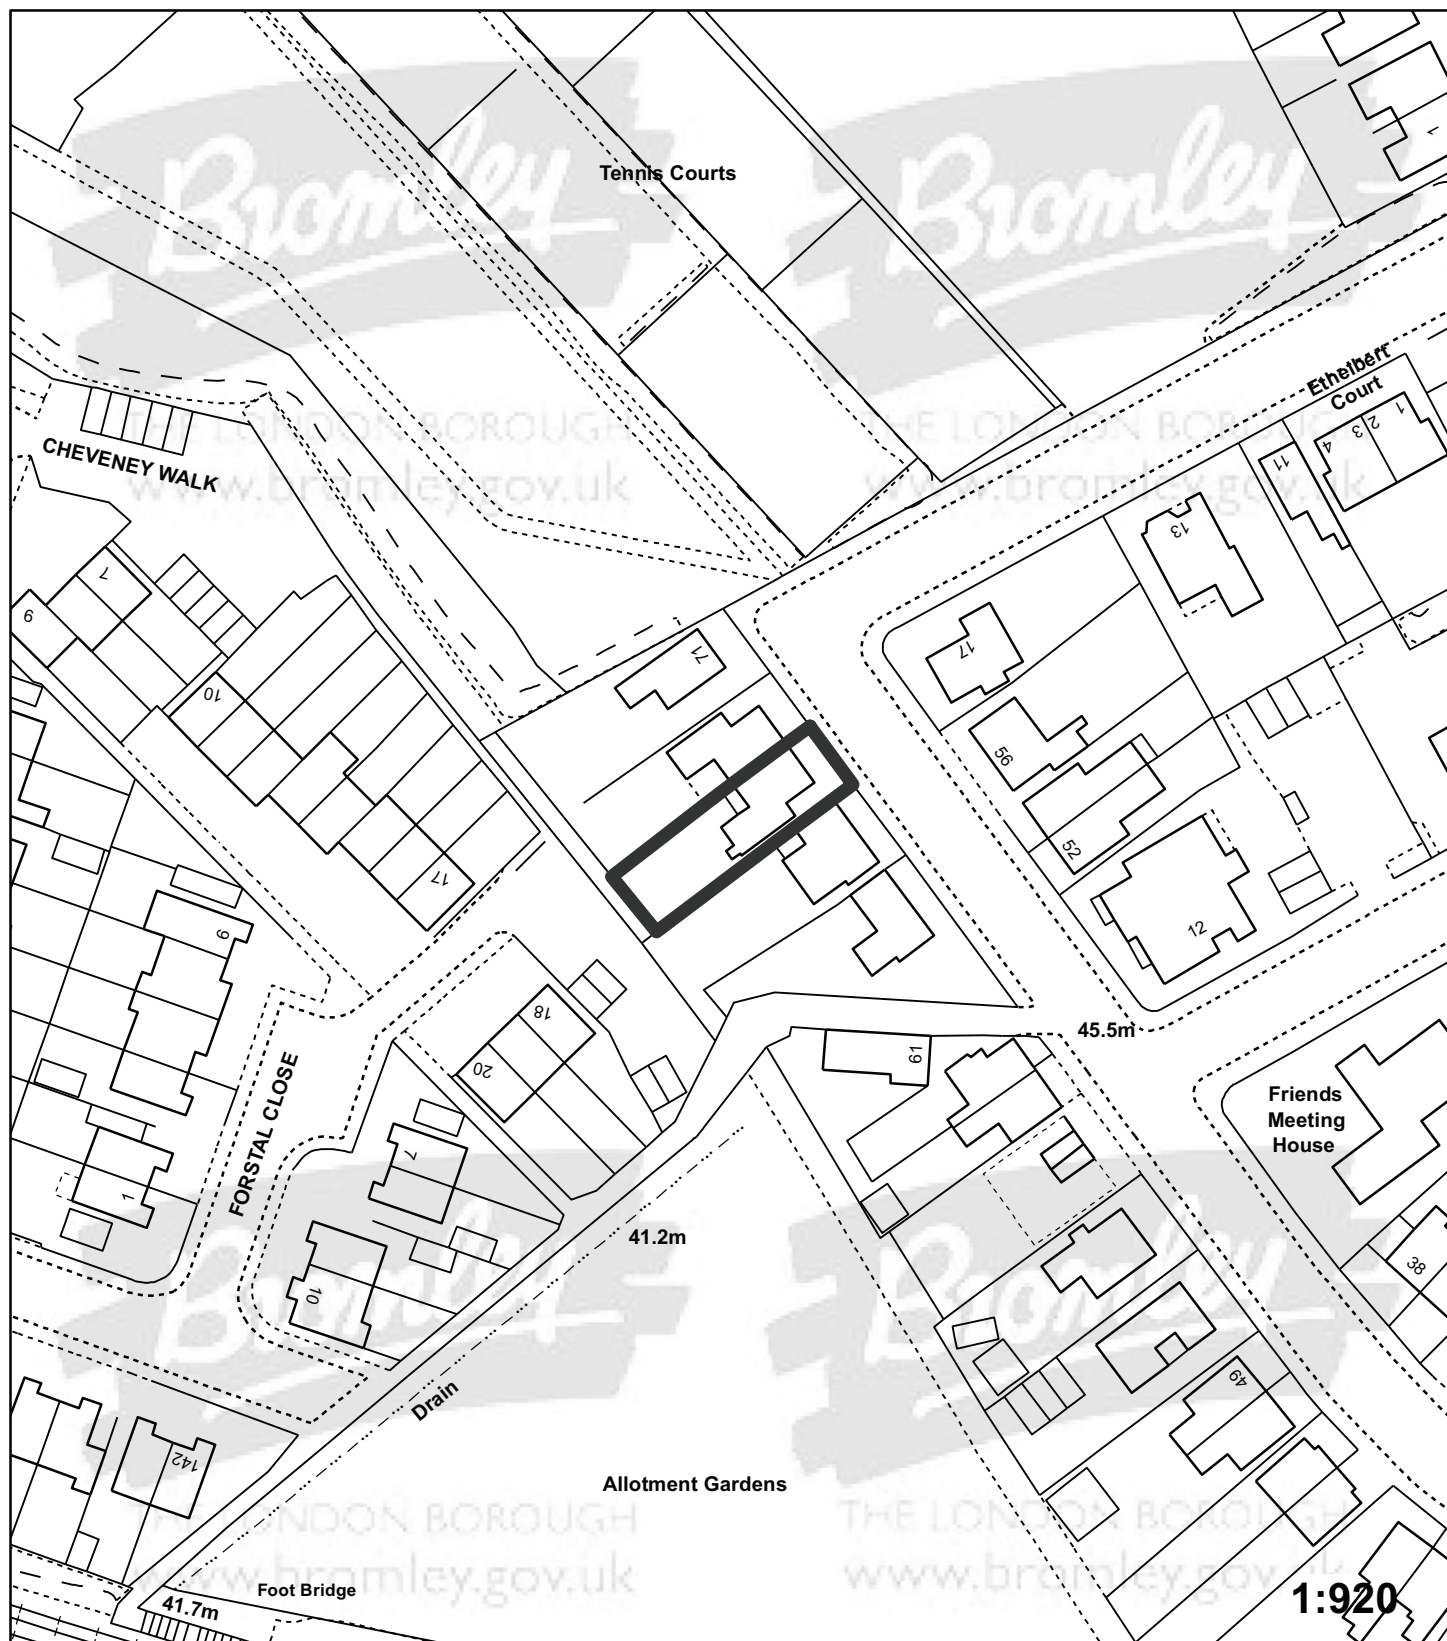 Bromley
THE LONDON BOROUGH
www.bromley.gov.uk
Bromley
THE LONDON BOROUGH
www.bromley.gov.uk
Tennis Courts
1
Ethelbert
Court
1
2
3
4
11
13
CHEVENEY WALK
7
9
10
17
71
17
56
52
12
9
18
20
45.5m
61
Friends
Meeting
House
FORSTAL CLOSE
7
1
10
41.2m
38
Bromley
THE LONDON BOROUGH
www.bromley.gov.uk
Bromley
THE LONDON BOROUGH
www.bromley.gov.uk
49
Drain
142
Allotment Gardens
Foot Bridge
41.7m
1:920